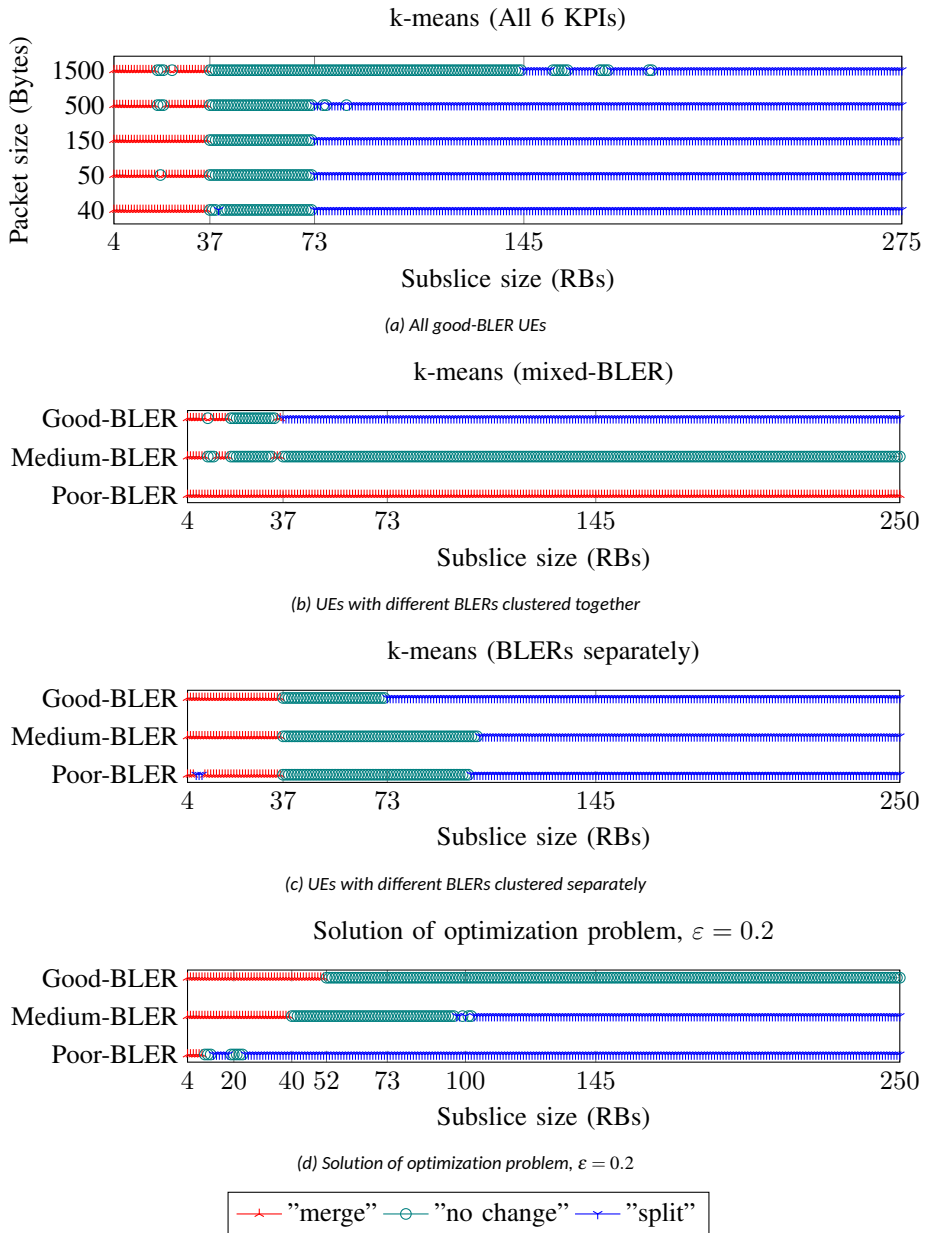 k-means (All 6 KPIs)
Packet size (Bytes)
1500
500
150
50
40
4 37 73 145 275
Subslice size (RBs)
(a) All good-BLER UEs
k-means (mixed-BLER)
Good-BLER
Medium-BLER
Poor-BLER
4 37 73 145 250
Subslice size (RBs)
(b) UEs with different BLERs clustered together
k-means (BLERs separately)
Good-BLER
Medium-BLER
Poor-BLER
4 37 73 145 250
Subslice size (RBs)
(c) UEs with different BLERs clustered separately
Solution of optimization problem, ε = 0.2
Good-BLER
Medium-BLER
Poor-BLER
4 20 40 52 73 100 145 250
Subslice size (RBs)
(d) Solution of optimization problem, ε = 0.2
”merge” ”no change” ”split”